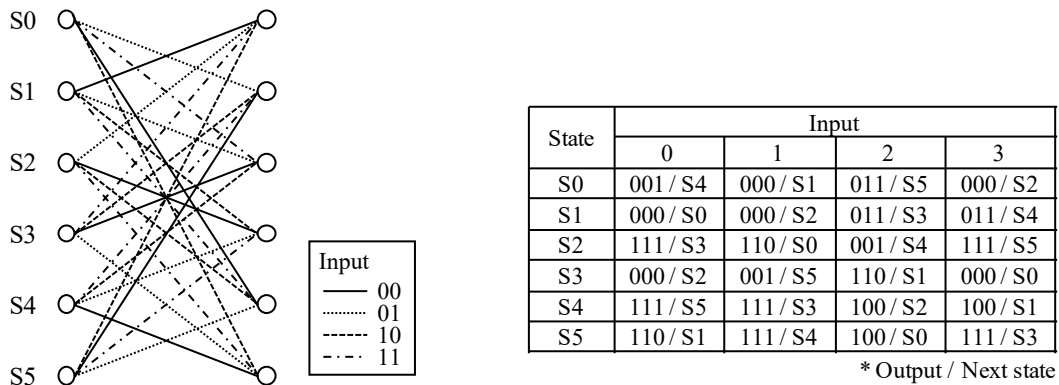 S0
S1
S2
S3
S4
S5
Input
00
01
10
11
State Input
0 1 2 3
S0 001 / S4 000 / S1 011 / S5 000 / S2
S1 000 / S0 000 / S2 011 / S3 011 / S4
S2 111 / S3 110 / S0 001 / S4 111 / S5
S3 000 / S2 001 / S5 110 / S1 000 / S0
S4 111 / S5 111 / S3 100 / S2 100 / S1
S5 110 / S1 111 / S4 100 / S0 111 / S3
* Output / Next state